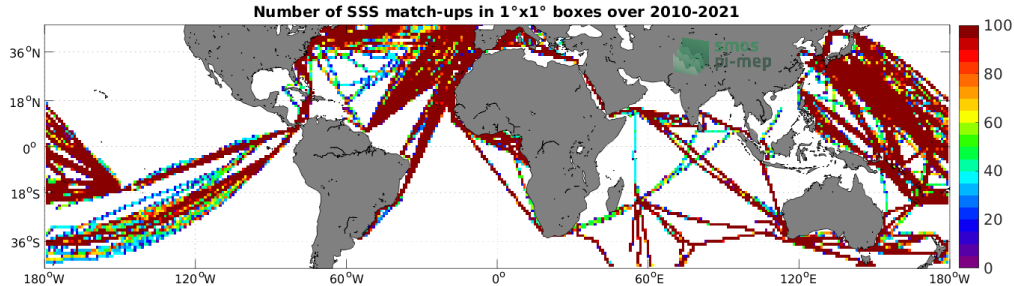 Number of SSS match-ups in 1°x1° boxes over 2010-2021
36°N
18°N
0°
18°S
36°S
180°W
120°W
60°W
0°
60°E
120°E
180°W
100
80
60
40
20
0
smos
pi-mep